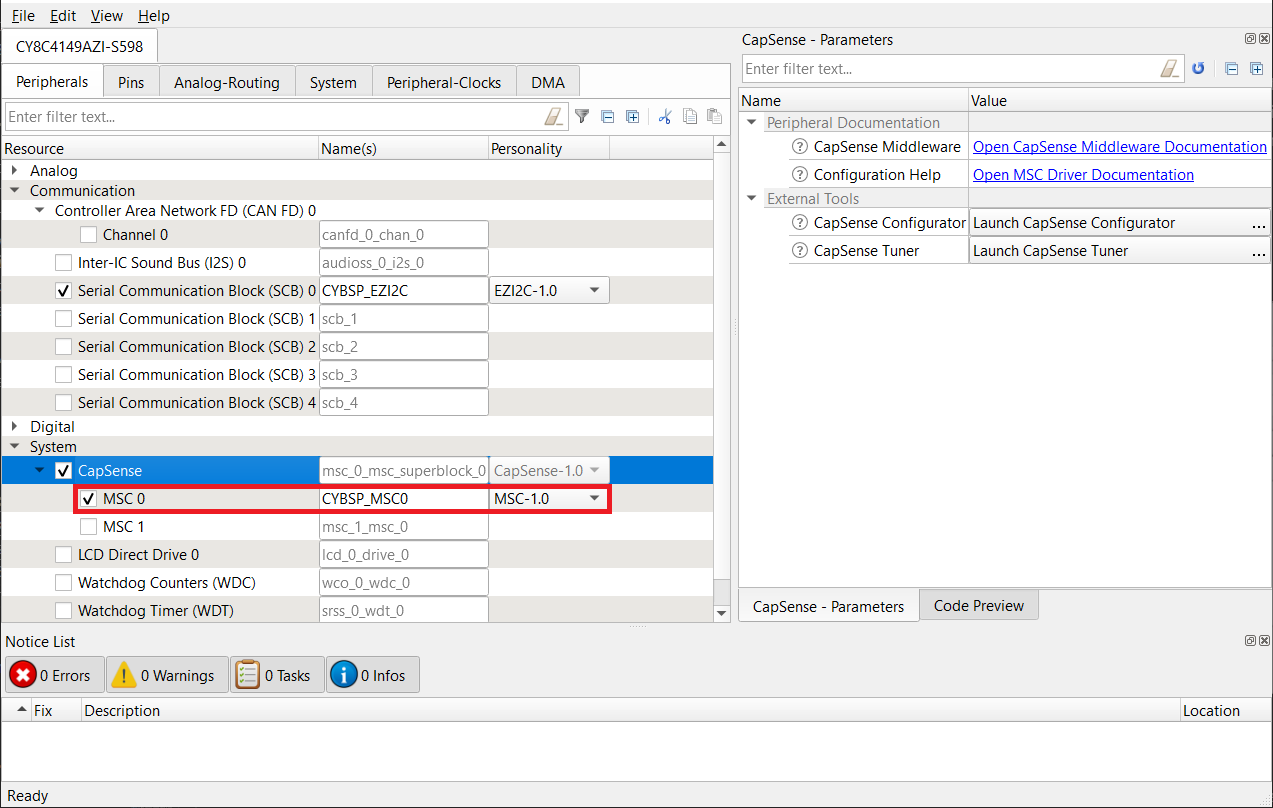 File Edit View Help
CY8C4149AZI-S598
Peripherals Pins Analog-Routing System Peripheral-Clocks DMA
Enter filter text...
Resource Name(s) Personality
Analog
Communication
Controller Area Network FD (CAN FD) 0
Channel 0 canfd_0_chan_0
Inter-IC Sound Bus (I2S) 0 audioss_0_i2s_0
Serial Communication Block (SCB) 0 CYBSP_EZI2C EZI2C-1.0
Serial Communication Block (SCB) 1 scb_1
Serial Communication Block (SCB) 2 scb_2
Serial Communication Block (SCB) 3 scb_3
Serial Communication Block (SCB) 4 scb_4
Digital
System
CapSense msc_0_msc_superblock_0 CapSense-1.0
MSC 0 CYBSP_MSC0 MSC-1.0
MSC 1 msc_1_msc_0
LCD Direct Drive 0 lcd_0_drive_0
Watchdog Counters (WDC) wco_0_wdc_0
Watchdog Timer (WDT) srss_0_wdt_0
CapSense - Parameters
Enter filter text...
Name Value
Peripheral Documentation
? CapSense Middleware Open CapSense Middleware Documentation
? Configuration Help Open MSC Driver Documentation
External Tools
? CapSense Configurator Launch CapSense Configurator ...
? CapSense Tuner Launch CapSense Tuner ...
CapSense - Parameters Code Preview
Notice List
0 Errors 0 Warnings 0 Tasks 0 Infos
Fix Description Location
Ready